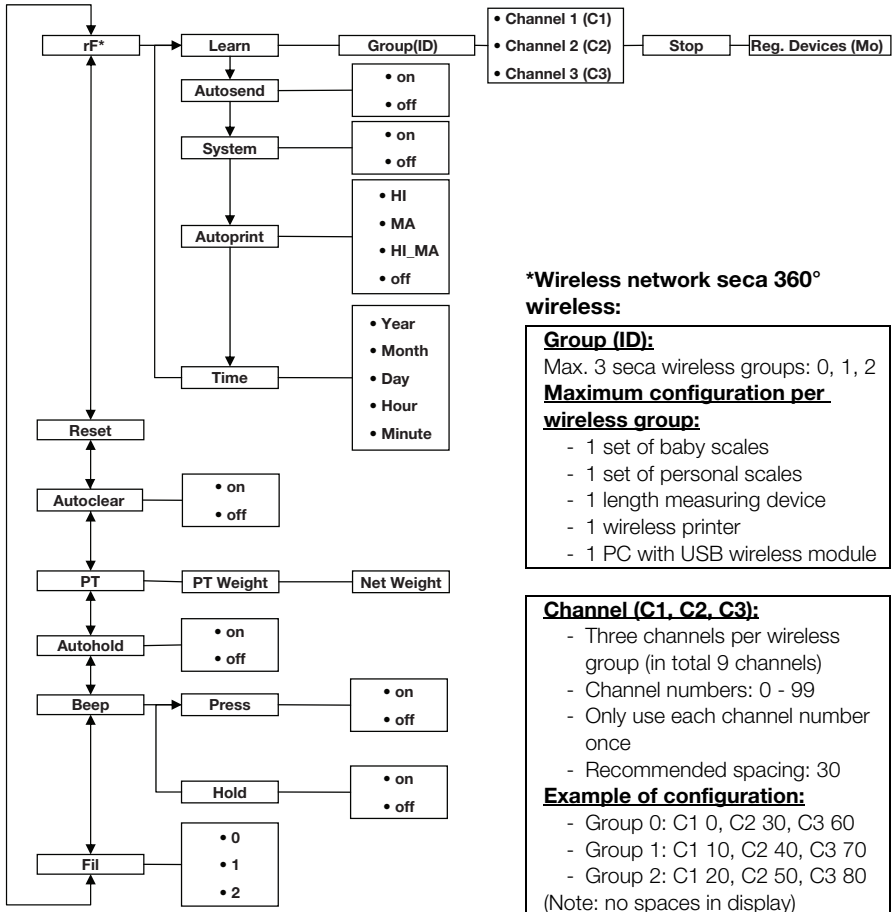 rF*
Learn
Group(ID)
• Channel 1 (C1)
• Channel 2 (C2)
• Channel 3 (C3)
Stop
Reg. Devices (Mo)
Autosend
• on
• off
System
• on
• off
Autoprint
• HI
• MA
• HI_MA
• off
Time
• Year
• Month
• Day
• Hour
• Minute
Reset
Autoclear
• on
• off
PT
PT Weight
Net Weight
Autohold
• on
• off
Beep
Press
• on
• off
Hold
• on
• off
Fil
• 0
• 1
• 2
*Wireless network seca 360°
wireless:
Group (ID):
Max. 3 seca wireless groups: 0, 1, 2
Maximum configuration per
wireless group:
- 1 set of baby scales
- 1 set of personal scales
- 1 length measuring device
- 1 wireless printer
- 1 PC with USB wireless module
Channel (C1, C2, C3):
- Three channels per wireless
group (in total 9 channels)
- Channel numbers: 0 - 99
- Only use each channel number
once
- Recommended spacing: 30
Example of configuration:
- Group 0: C1 0, C2 30, C3 60
- Group 1: C1 10, C2 40, C3 70
- Group 2: C1 20, C2 50, C3 80
(Note: no spaces in display)